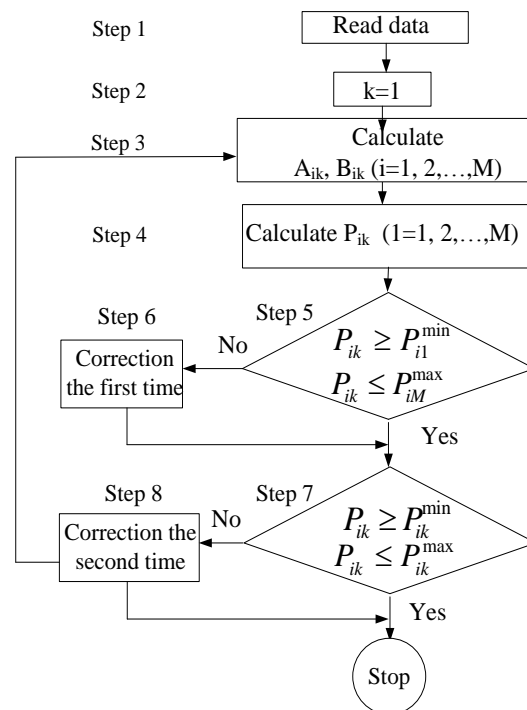 Step 1
Read data
Step 2
k=1
Step 3
Calculate
A_ik, B_ik (i=1, 2,…,M)
Step 4
Calculate P_ik (1=1, 2,…,M)
Step 5
P_ik ≥ P_i1^min
P_ik ≤ P_iM^max
Step 6
No
Correction
the first time
Yes
Step 7
P_ik ≥ P_ik^min
P_ik ≤ P_ik^max
Step 8
No
Correction the
second time
Yes
Stop